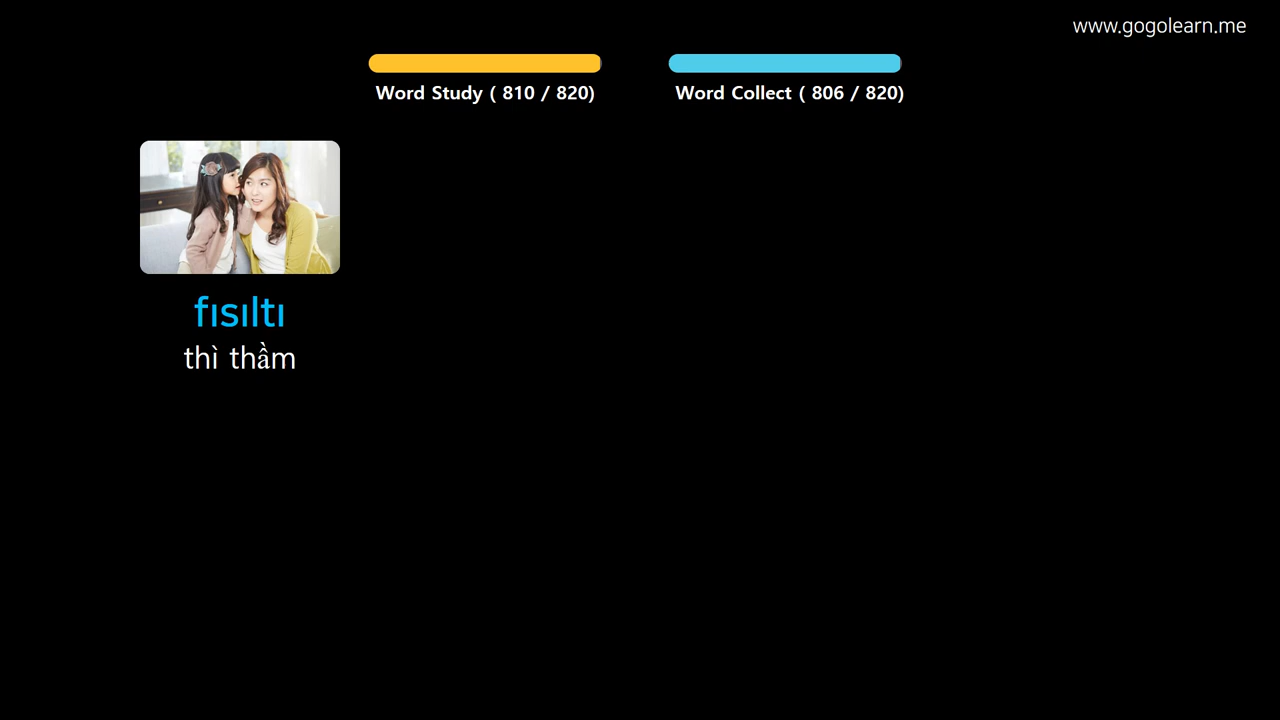 www.gogolearn.me
Word Study ( 810 / 820)
Word Collect ( 806 / 820)
fısıltı
thì thầm